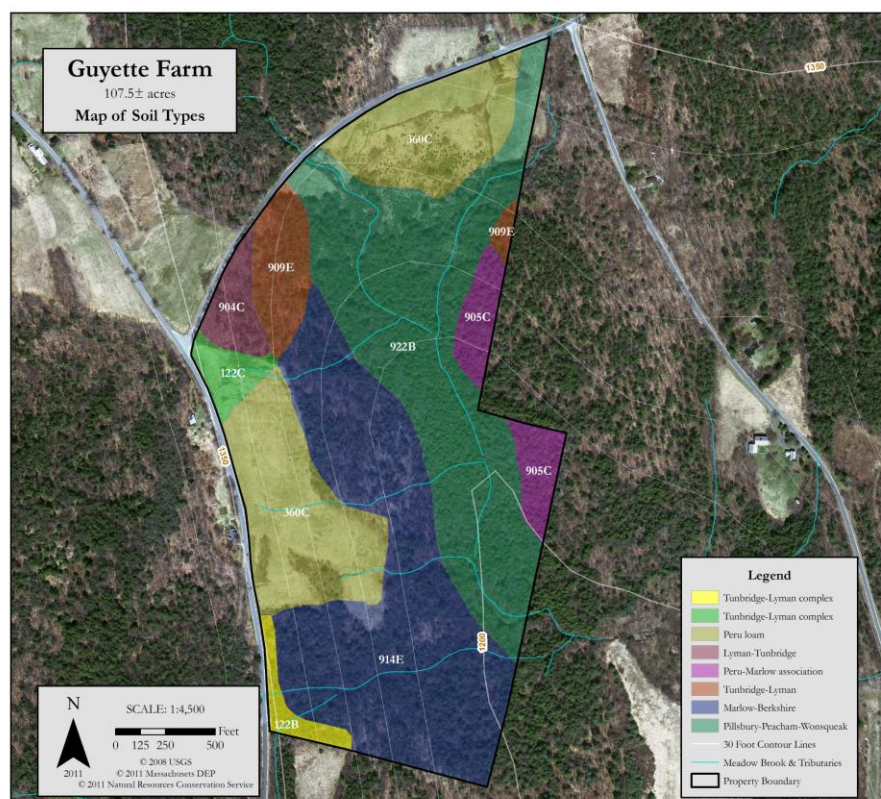 Guyette Farm
107.5± acres
Map of Soil Types
1350
360C
909E
909E
904C
905C
922B
122C
1350
905C
360C
1200
914E
122B
N
2011
SCALE: 1:4,500
Feet
0 125 250 500
© 2008 USGS
© 2011 Massachusets DEP
© 2011 Natural Resources Conservation Service
Legend
Tunbridge-Lyman complex
Tunbridge-Lyman complex
Peru loam
Lyman-Tunbridge
Peru-Marlow association
Tunbridge-Lyman
Marlow-Berkshire
Pillsbury-Peacham-Wonsqueak
30 Foot Contour Lines
Meadow Brook & Tributaries
Property Boundary